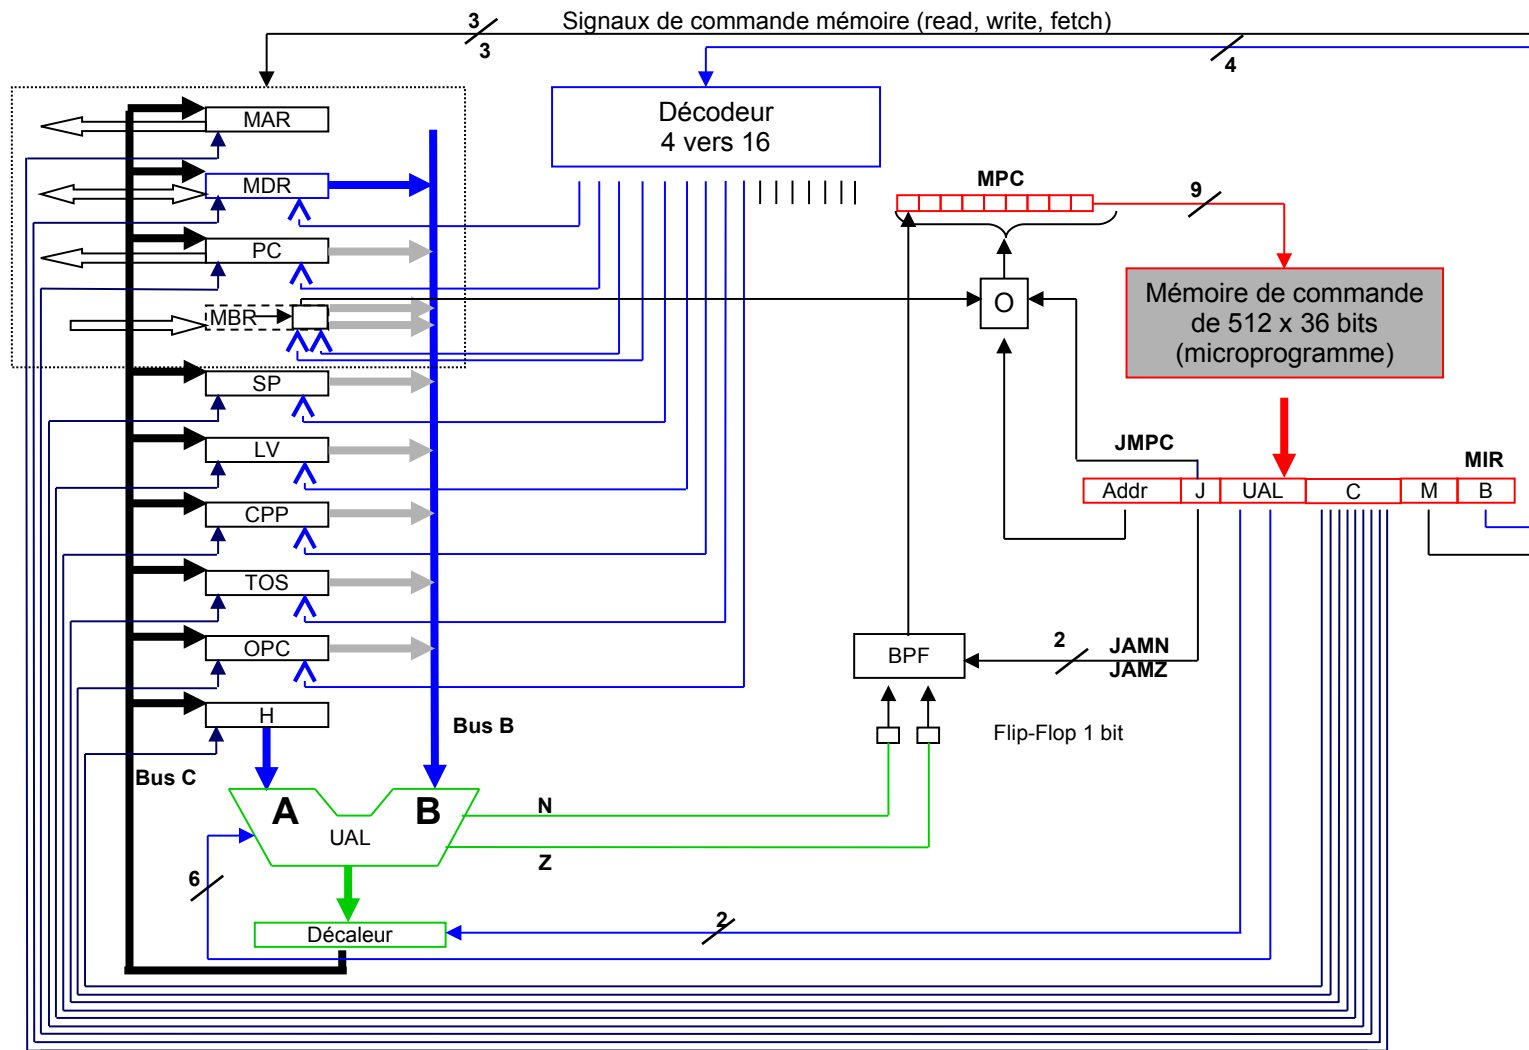 3
Signaux de commande mémoire (read, write, fetch)
3
4
Décodeur
4 vers 16
MAR
MDR
MPC
9
PC
MBR
O
Mémoire de commande
de 512 x 36 bits
(microprogramme)
SP
LV
JMPC
MIR
Addr
J
UAL
C
M
B
CPP
TOS
OPC
BPF
2
JAMN
JAMZ
H
Bus B
Flip-Flop 1 bit
Bus C
A
B
UAL
N
Z
6
Décaleur
2